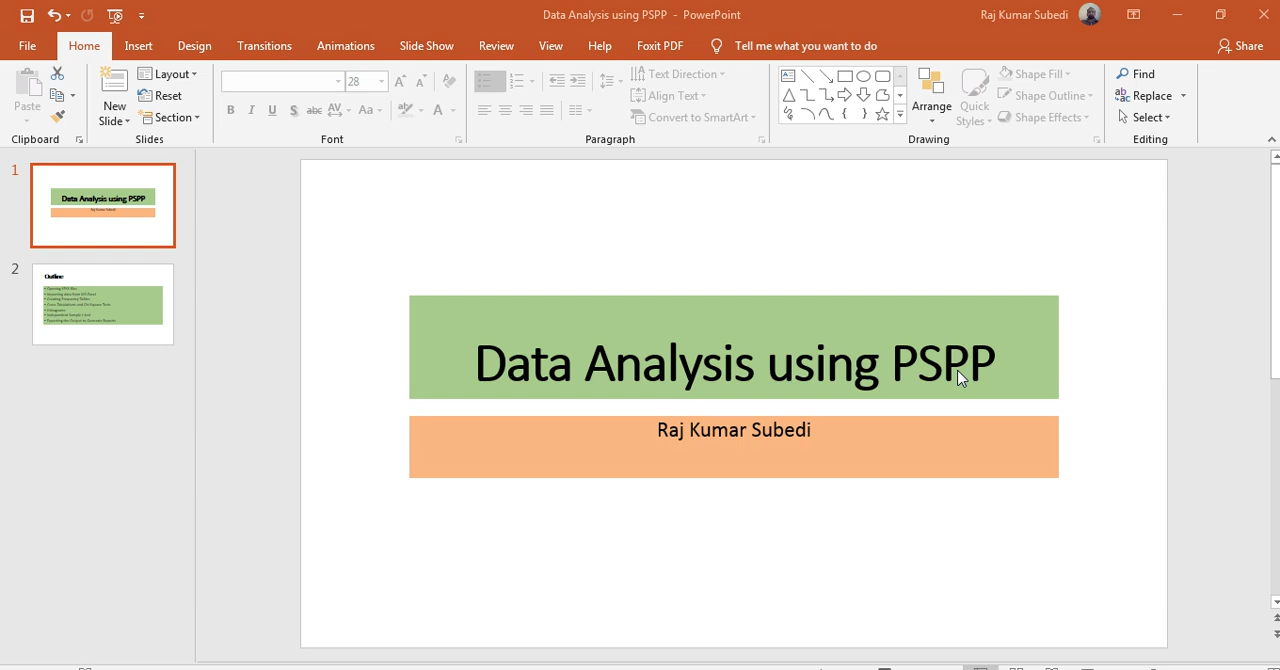 Data Analysis using PSPP - PowerPoint
Raj Kumar Subedi
File Home Insert Design Transitions Animations Slide Show Review View Help Foxit PDF Tell me what you want to do Share
Paste
Clipboard
New Slide
Layout
Reset
Section
Slides
28
Font
Text Direction
Align Text
Convert to SmartArt
Paragraph
Arrange
Quick Styles
Shape Fill
Shape Outline
Shape Effects
Drawing
Find
Replace
Select
Editing
1
Data Analysis using PSPP
Raj Kumar Subedi
2
Outline
Data Analysis using PSPP
Raj Kumar Subedi